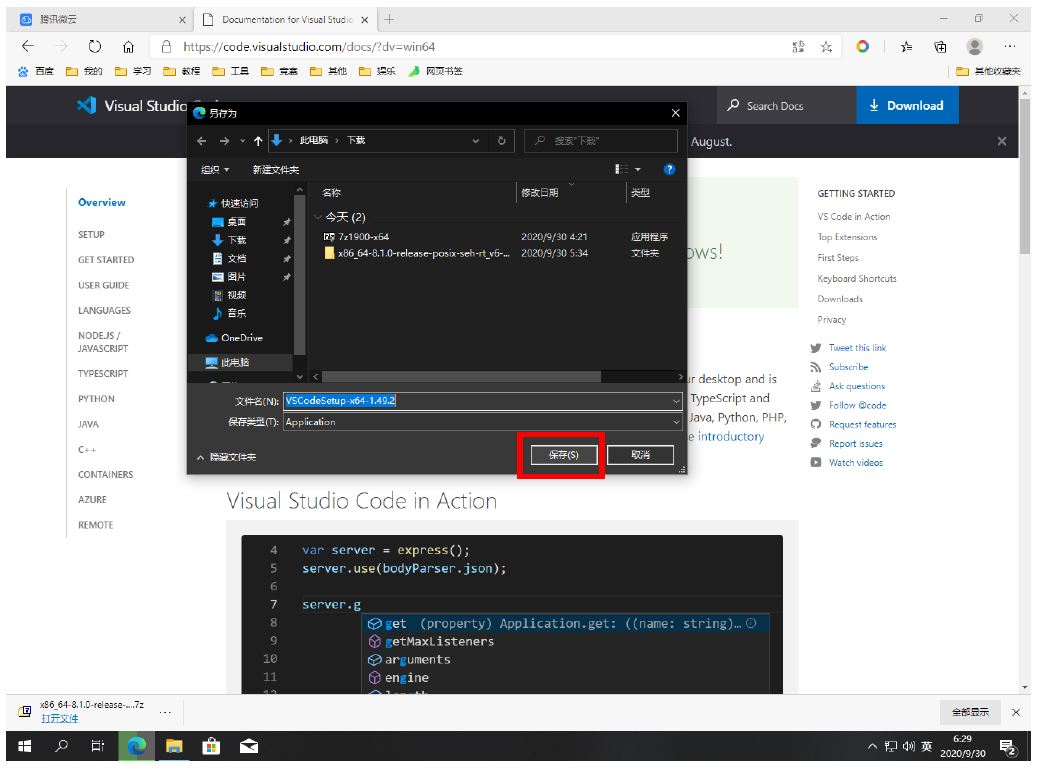 腾讯微云
Documentation for Visual Studio
https://code.visualstudio.com/docs/?dv=win64
百度
我的
学习
教程
工具
竞赛
其他
娱乐
网页书签
其他收藏夹
Visual Studio
Search Docs
Download
August.
另存为
此电脑 › 下载
搜索"下载"
组织
新建文件夹
快速访问
桌面
下载
文档
图片
视频
音乐
OneDrive
此电脑
名称
修改日期
类型
今天 (2)
7z1900-x64
2020/9/30 4:21
应用程序
x86_64-8.1.0-release-posix-seh-rt_v6-...
2020/9/30 5:34
文件夹
文件名(N):
VSCodeSetup-x64-1.49.2
保存类型(T):
Application
隐藏文件夹
保存(S)
取消
Overview
SETUP
GET STARTED
USER GUIDE
LANGUAGES
NODE.JS /
JAVASCRIPT
TYPESCRIPT
PYTHON
JAVA
C++
CONTAINERS
AZURE
REMOTE
ows!
ur desktop and is
TypeScript and
Java, Python, PHP,
e introductory
GETTING STARTED
VS Code in Action
Top Extensions
First Steps
Keyboard Shortcuts
Downloads
Privacy
Tweet this link
Subscribe
Ask questions
Follow @code
Request features
Report issues
Watch videos
Visual Studio Code in Action
4 var server = express();
5 server.use(bodyParser.json);
6
7 server.g
8 get (property) Application.get: ((name: string)…
9 getMaxListeners
10 arguments
11 engine
x86_64-8.1.0-release-....7z
打开文件
全部显示
英
6:29
2020/9/30
2